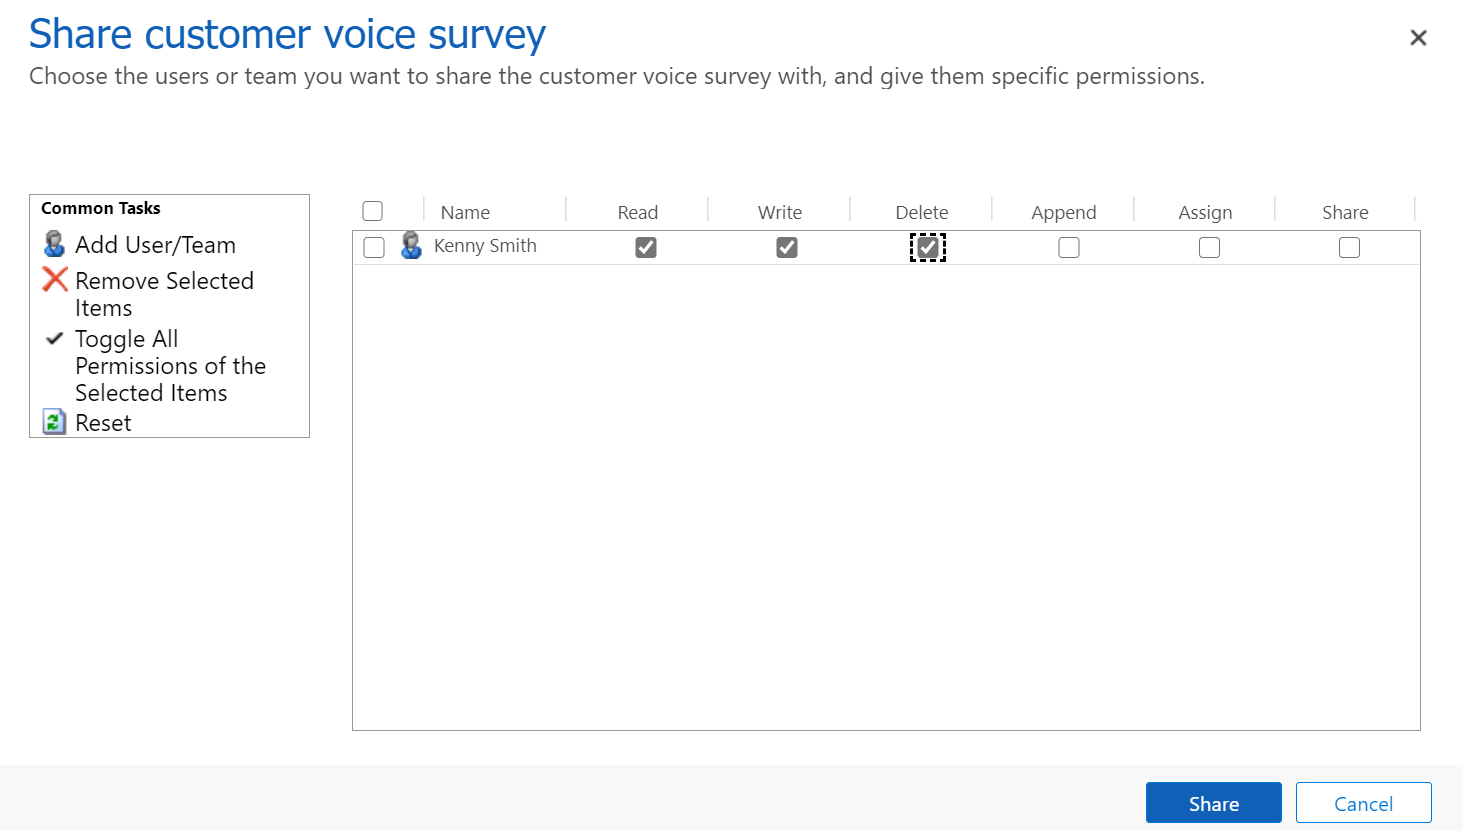 Share customer voice survey
Choose the users or team you want to share the customer voice survey with, and give them specific permissions.
Common Tasks
Add User/Team
Remove Selected
Items
Toggle All
Permissions of the
Selected Items
Reset
Name Read Write Delete Append Assign Share
Kenny Smith
Share Cancel